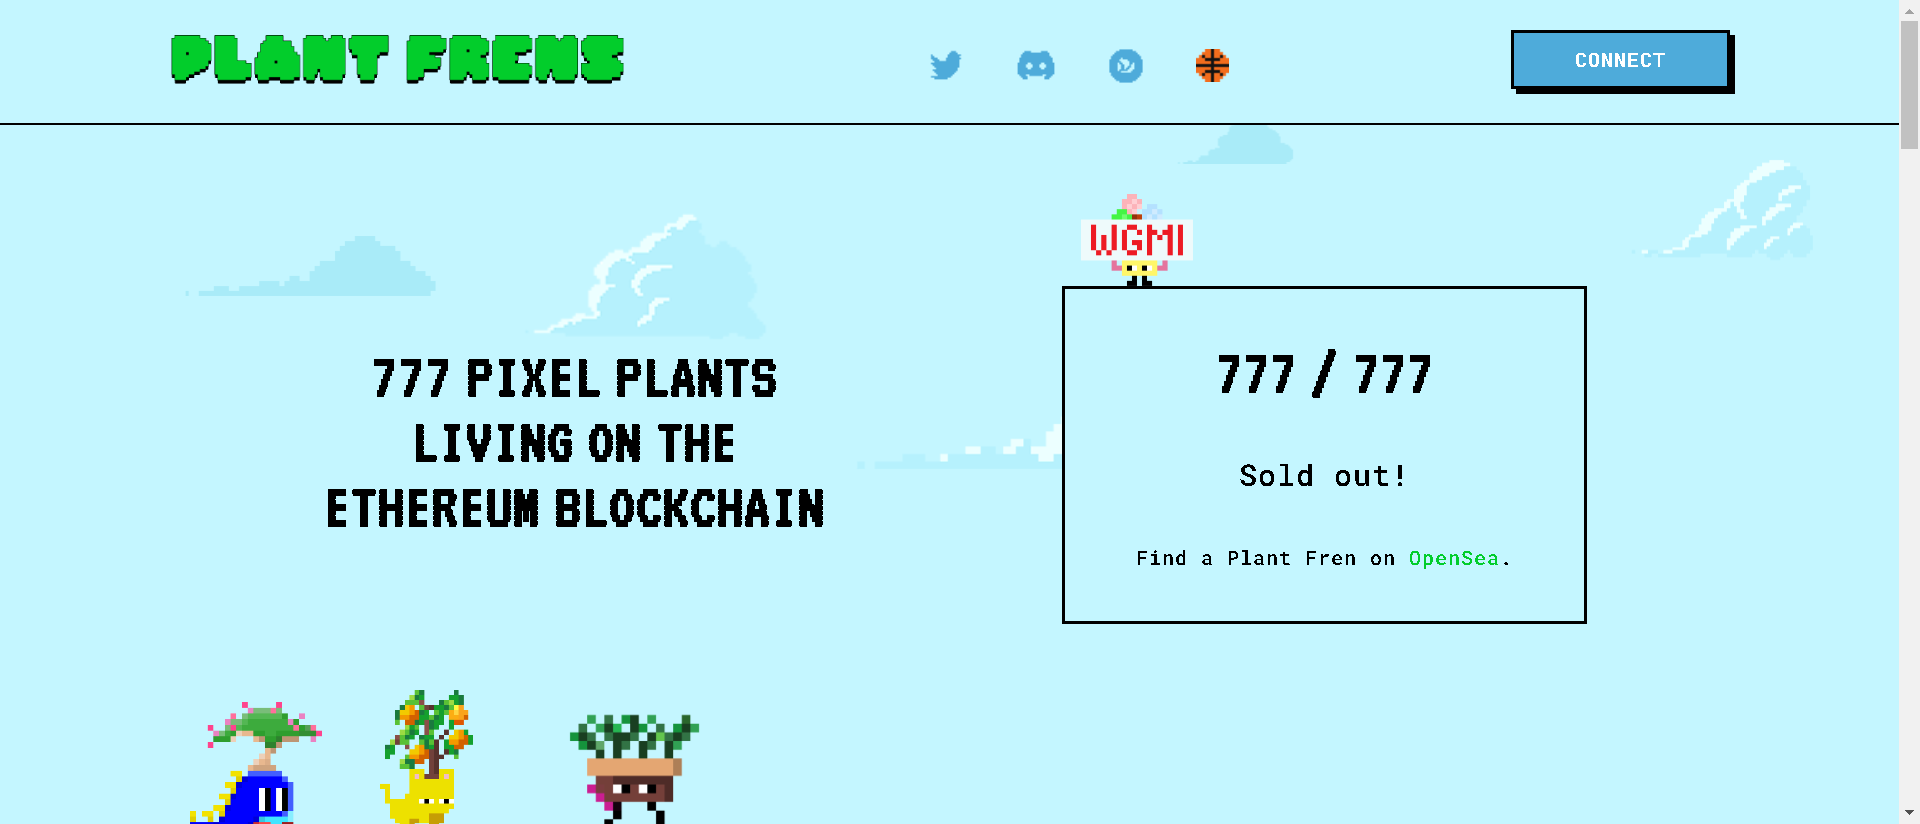 PLANT FRENS
CONNECT
WGMI
777 PIXEL PLANTS
LIVING ON THE
ETHEREUM BLOCKCHAIN
777 / 777
Sold out!
Find a Plant Fren on OpenSea.